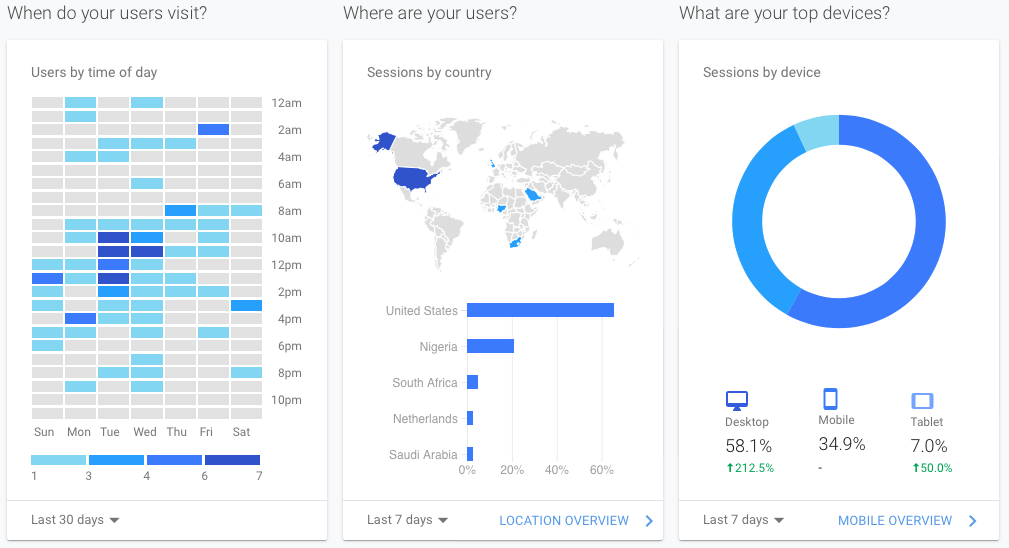 When do your users visit?
Users by time of day
12am
2am
4am
6am
8am
10am
12pm
2pm
4pm
6pm
8pm
10pm
Sun Mon Tue Wed Thu Fri Sat
1 3 4 6 7
Last 30 days
Where are your users?
Sessions by country
United States
Nigeria
South Africa
Netherlands
Saudi Arabia
0% 20% 40% 60%
Last 7 days LOCATION OVERVIEW
What are your top devices?
Sessions by device
Desktop Mobile Tablet
58.1% 34.9% 7.0%
↑212.5% - ↑50.0%
Last 7 days MOBILE OVERVIEW